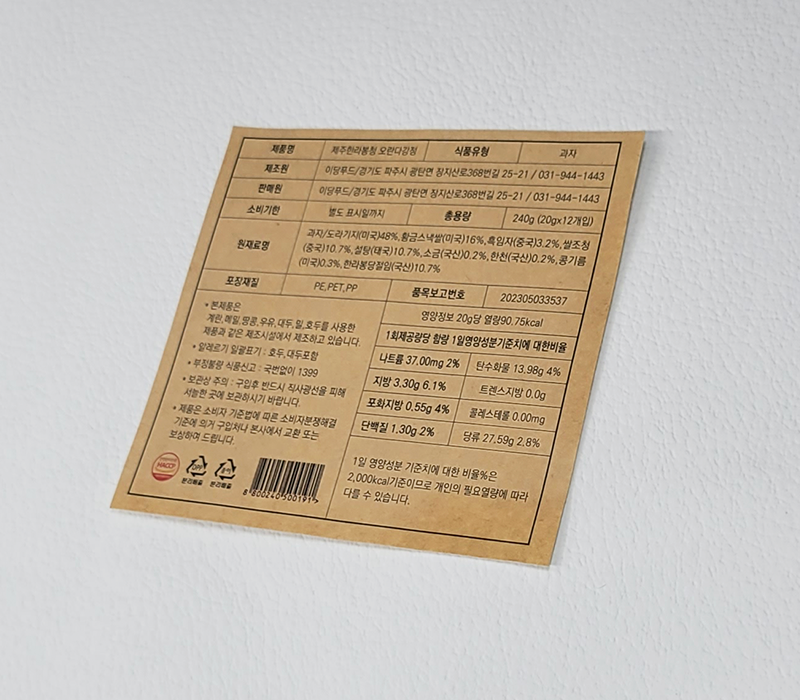 제품명 제주한라봉청 오란다강정 식품유형 과자
제조원 이당푸드/경기도 파주시 광탄면 장지산로368번길 25-21 / 031-944-1443
판매원 이당푸드/경기도 파주시 광탄면 장지산로368번길 25-21 / 031-944-1443
소비기한 별도 표시일까지 총용량 240g (20gx12개입)
원재료명 과자/도라기지(미국)48%,황금스낵쌀(미국)16%,흑임자(중국)3.2%,쌀조청
(중국)10.7%,설탕(태국)10.7%,소금(국산)0.2%,한천(국산)0.2%,콩기름
(미국)0.3%,한라봉당절임(국산)10.7%
포장재질 PE,PET,PP 품목보고번호 202305033537
* 본제품은
계란,메밀,땅콩,우유,대두,밀,호두를 사용한
제품과 같은 제조시설에서 제조하고 있습니다.
* 알레르기 일괄표기 : 호두,대두포함
* 부정불량 식품신고 : 국번없이 1399
* 보관상 주의 : 구입후 반드시 직사광선을 피해
서늘한 곳에 보관하시기 바랍니다.
* 제품은 소비자 기준법에 따른 소비자분쟁해결
기준에 의거 구입처나 본사에서 교환 또는
보상하여 드립니다.
HACCP
분리배출 분리배출
8 800240 500191 >
영양정보 20g당 열량90.75kcal
1회제공량당 함량 1일영양성분기준치에 대한비율
나트륨 37.00mg 2% 탄수화물 13.98g 4%
지방 3.30g 6.1% 트렌스지방 0.0g
포화지방 0.55g 4% 콜레스테롤 0.00mg
단백질 1.30g 2% 당류 27.59g 2.8%
1일 영양성분 기준치에 대한 비율%은
2,000kcal기준이므로 개인의 필요열량에 따라
다를 수 있습니다.